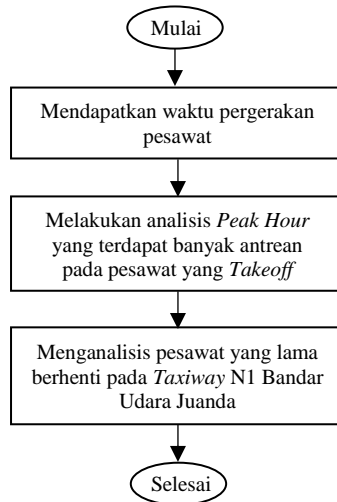 Mulai
Mendapatkan waktu pergerakan
pesawat
Melakukan analisis Peak Hour
yang terdapat banyak antrean
pada pesawat yang Takeoff
Menganalisis pesawat yang lama
berhenti pada Taxiway N1 Bandar
Udara Juanda
Selesai